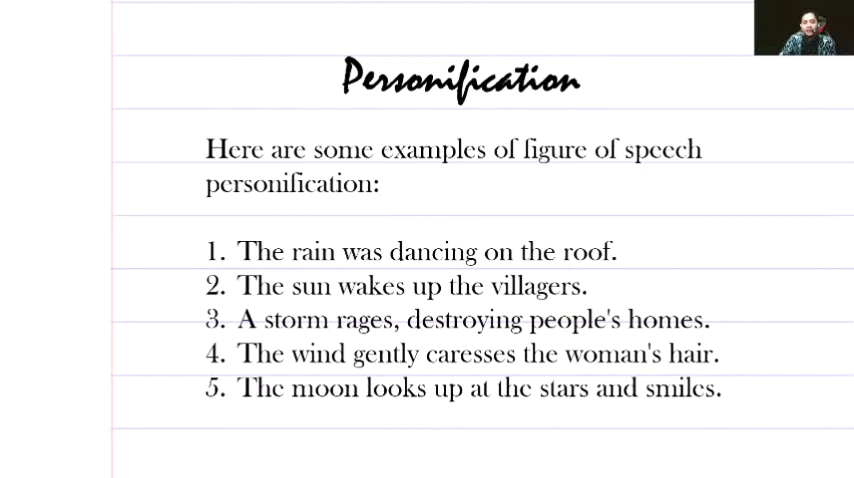 Personification
Here are some examples of figure of speech
personification:
1. The rain was dancing on the roof.
2. The sun wakes up the villagers.
3. A storm rages, destroying people's homes.
4. The wind gently caresses the woman's hair.
5. The moon looks up at the stars and smiles.